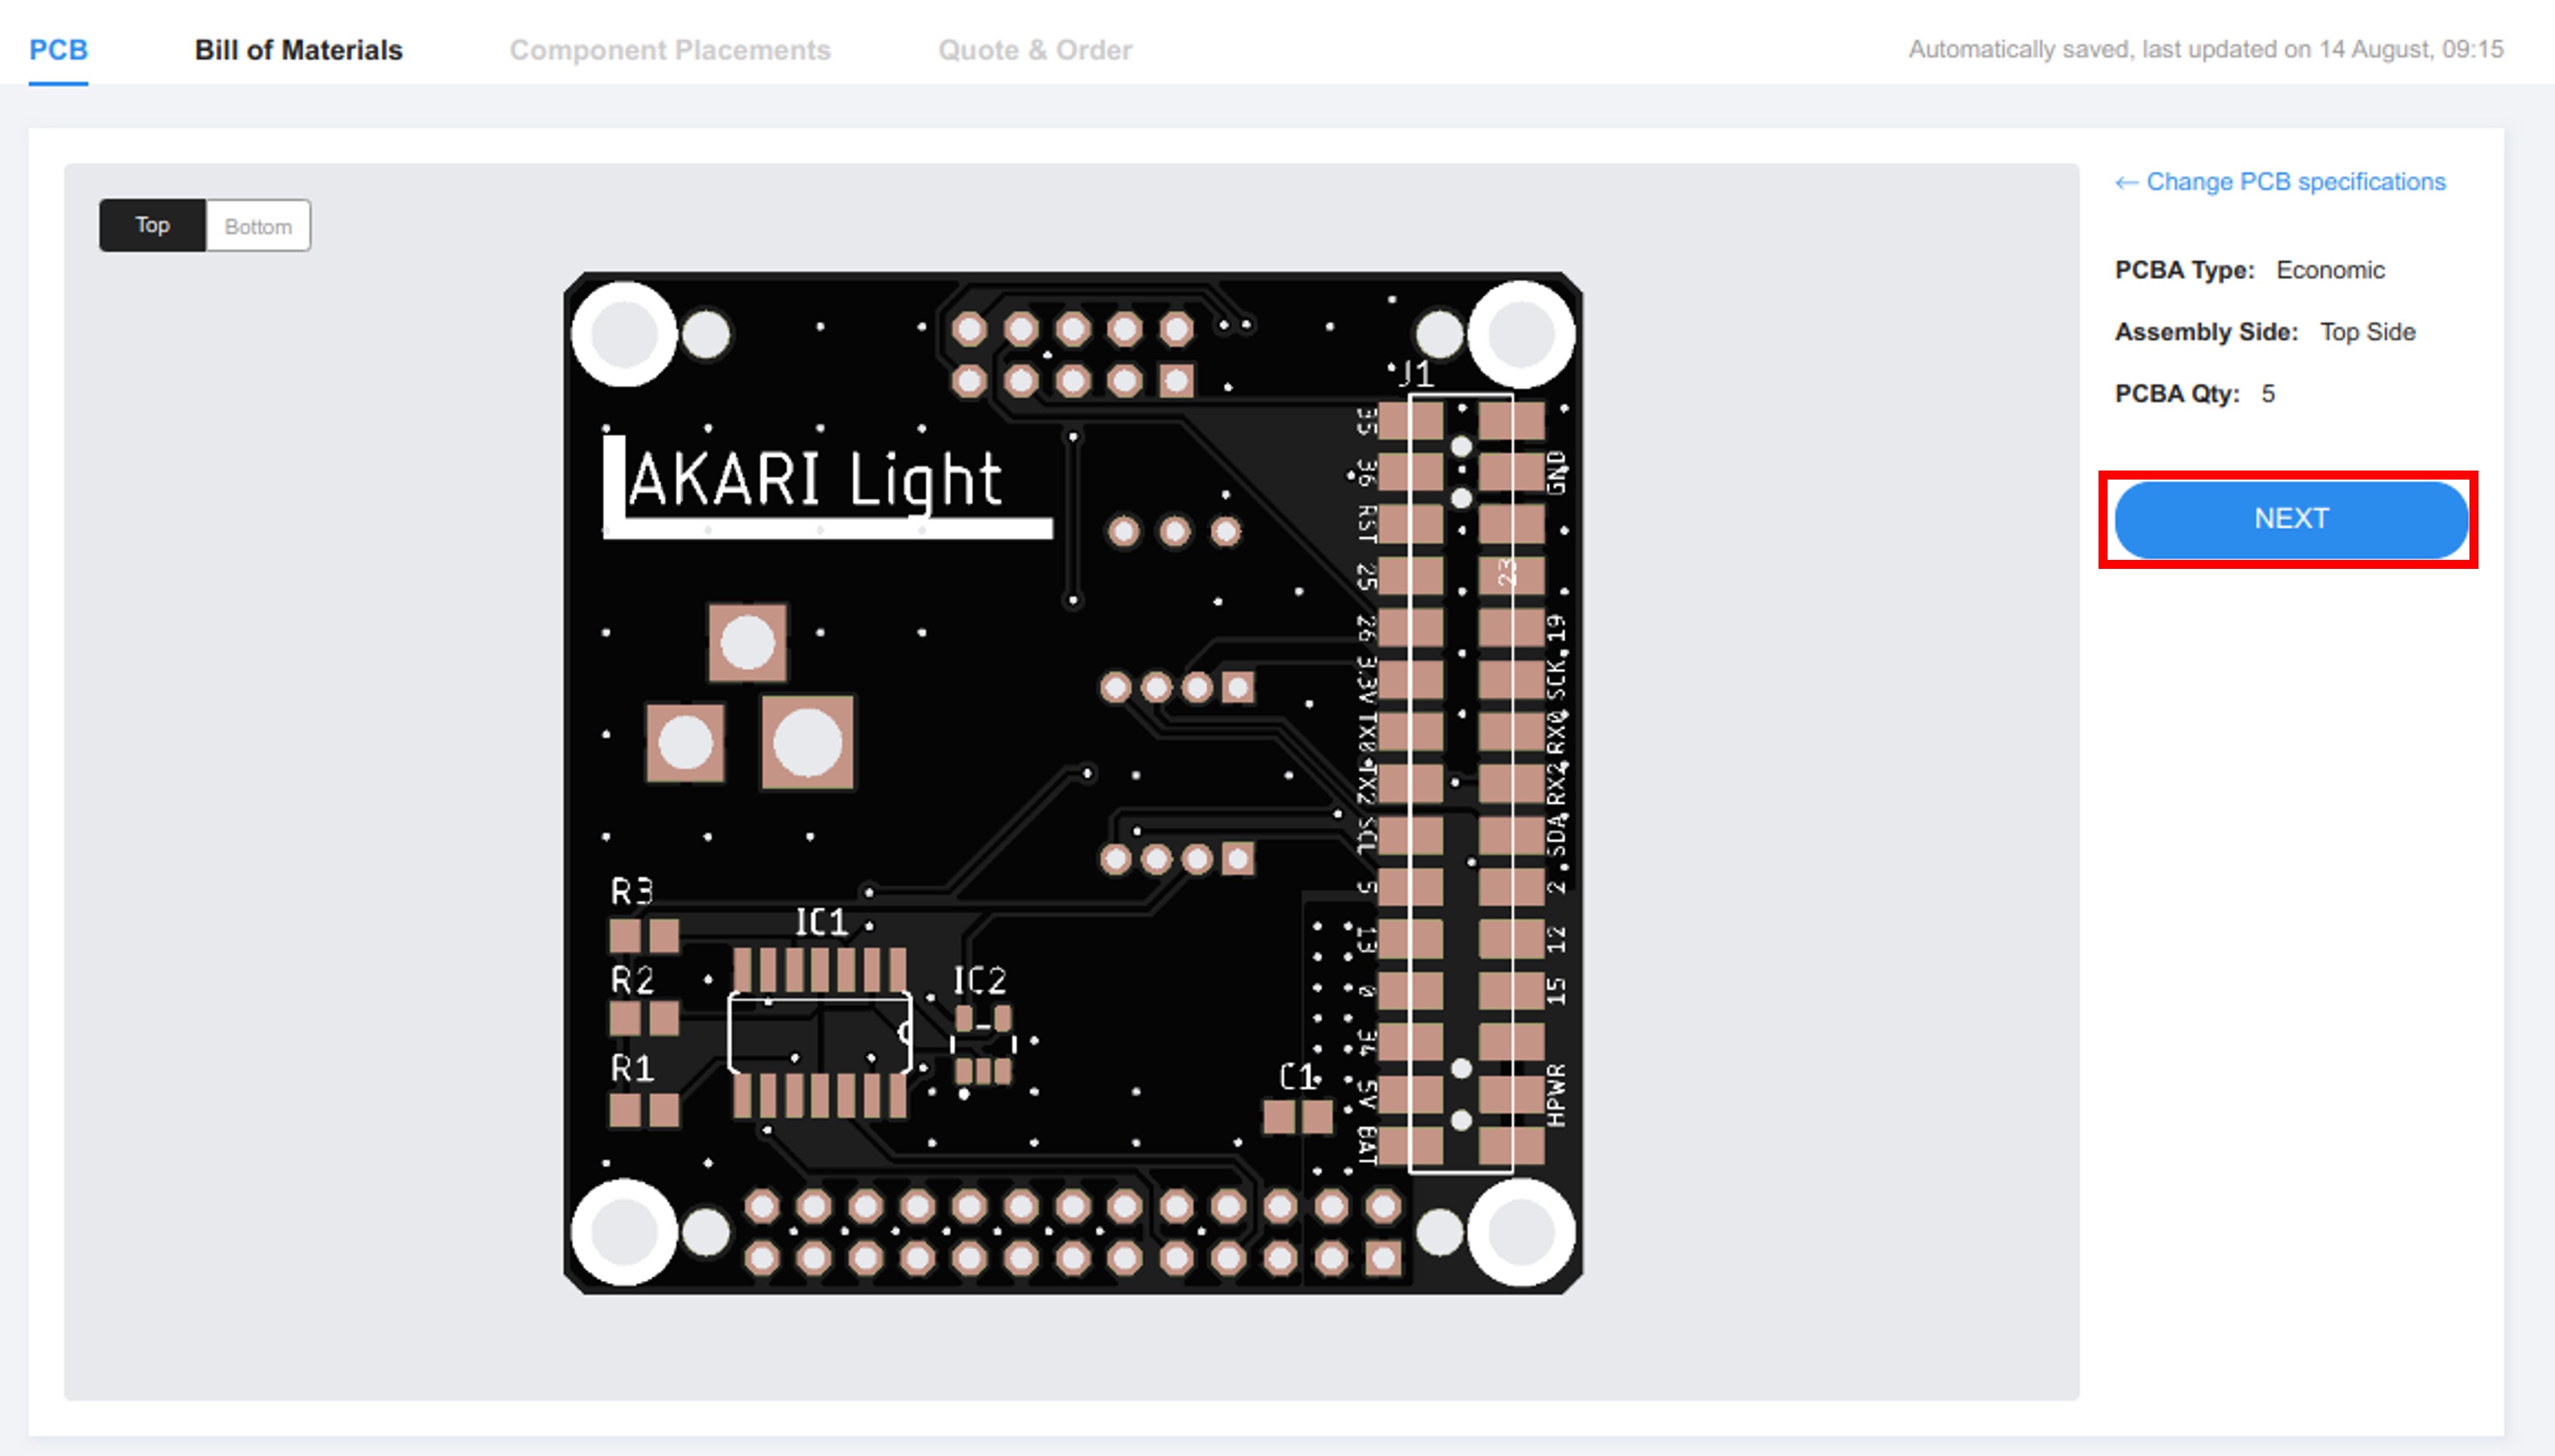 PCB Bill of Materials Component Placements Quote & Order Automatically saved, last updated on 14 August, 09:15
← Change PCB specifications
Top Bottom
PCBA Type: Economic
Assembly Side: Top Side
PCBA Qty: 5
NEXT
J1
AKARI Light
35
36
RST
25
26
3.3V
TX0
TX2
SCL
5
13
0
34
5V
BAT
GND
23
19
SCK
RX0
RX2
SDA
2
12
15
HPWR
R3
IC1
R2
IC2
R1
C1